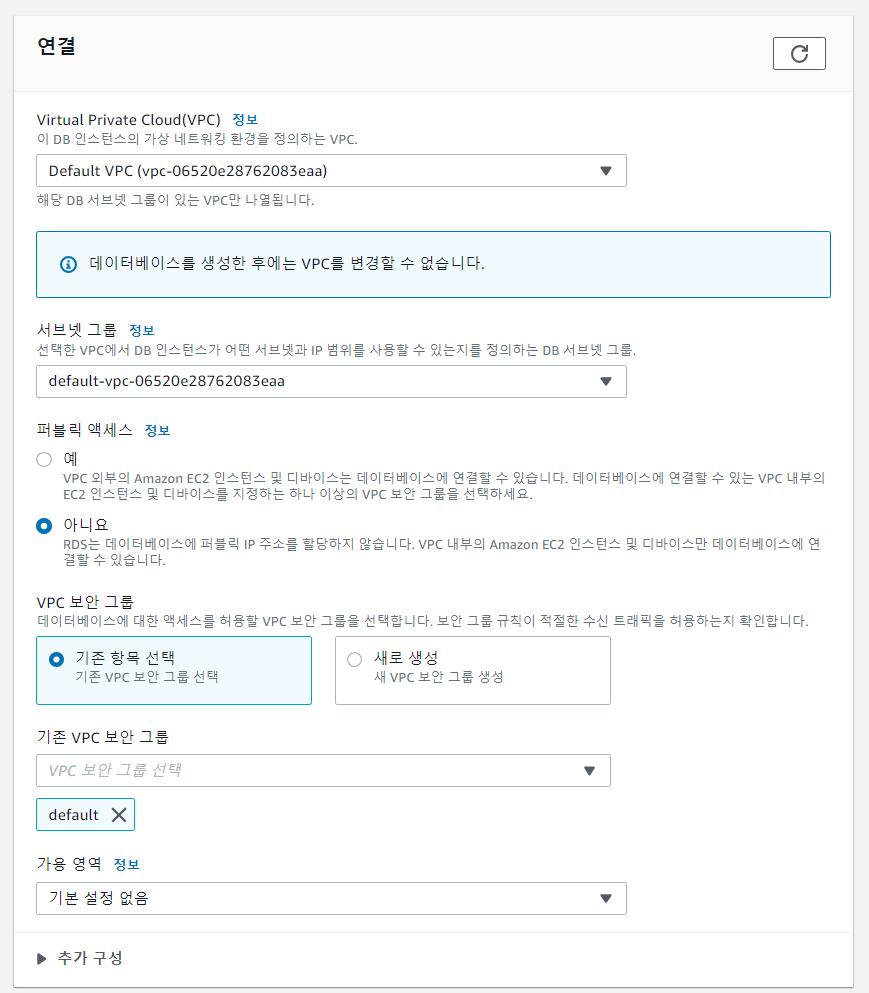 연결
Virtual Private Cloud(VPC) 정보
이 DB 인스턴스의 가상 네트워킹 환경을 정의하는 VPC.
Default VPC (vpc-06520e28762083eaa)
해당 DB 서브넷 그룹이 있는 VPC만 나열됩니다.
데이터베이스를 생성한 후에는 VPC를 변경할 수 없습니다.
서브넷 그룹 정보
선택한 VPC에서 DB 인스턴스가 어떤 서브넷과 IP 범위를 사용할 수 있는지를 정의하는 DB 서브넷 그룹.
default-vpc-06520e28762083eaa
퍼블릭 액세스 정보
예
VPC 외부의 Amazon EC2 인스턴스 및 디바이스는 데이터베이스에 연결할 수 있습니다. 데이터베이스에 연결할 수 있는 VPC 내부의
EC2 인스턴스 및 디바이스를 지정하는 하나 이상의 VPC 보안 그룹을 선택하세요.
아니요
RDS는 데이터베이스에 퍼블릭 IP 주소를 할당하지 않습니다. VPC 내부의 Amazon EC2 인스턴스 및 디바이스만 데이터베이스에 연
결할 수 있습니다.
VPC 보안 그룹
데이터베이스에 대한 액세스를 허용할 VPC 보안 그룹을 선택합니다. 보안 그룹 규칙이 적절한 수신 트래픽을 허용하는지 확인합니다.
기존 항목 선택
기존 VPC 보안 그룹 선택
새로 생성
새 VPC 보안 그룹 생성
기존 VPC 보안 그룹
VPC 보안 그룹 선택
default
가용 영역 정보
기본 설정 없음
추가 구성